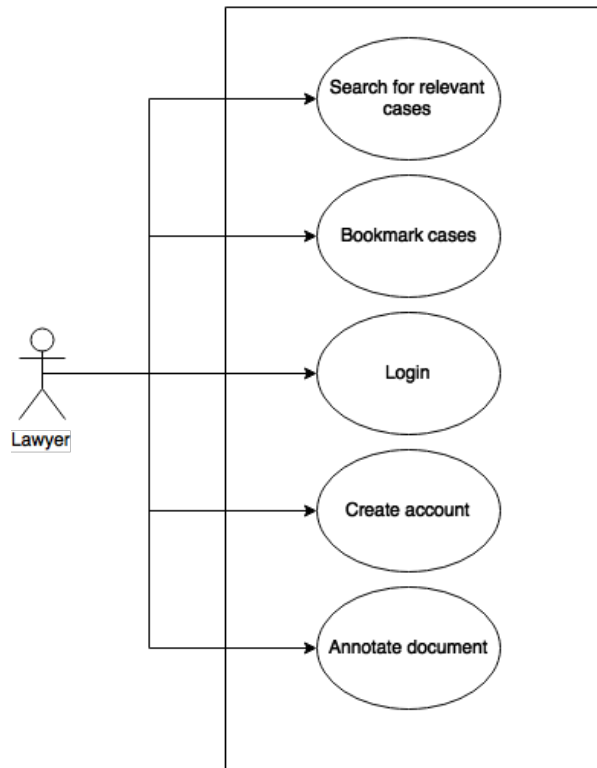 Search for relevant
cases
Bookmark cases
Login
Lawyer
Create account
Annotate document